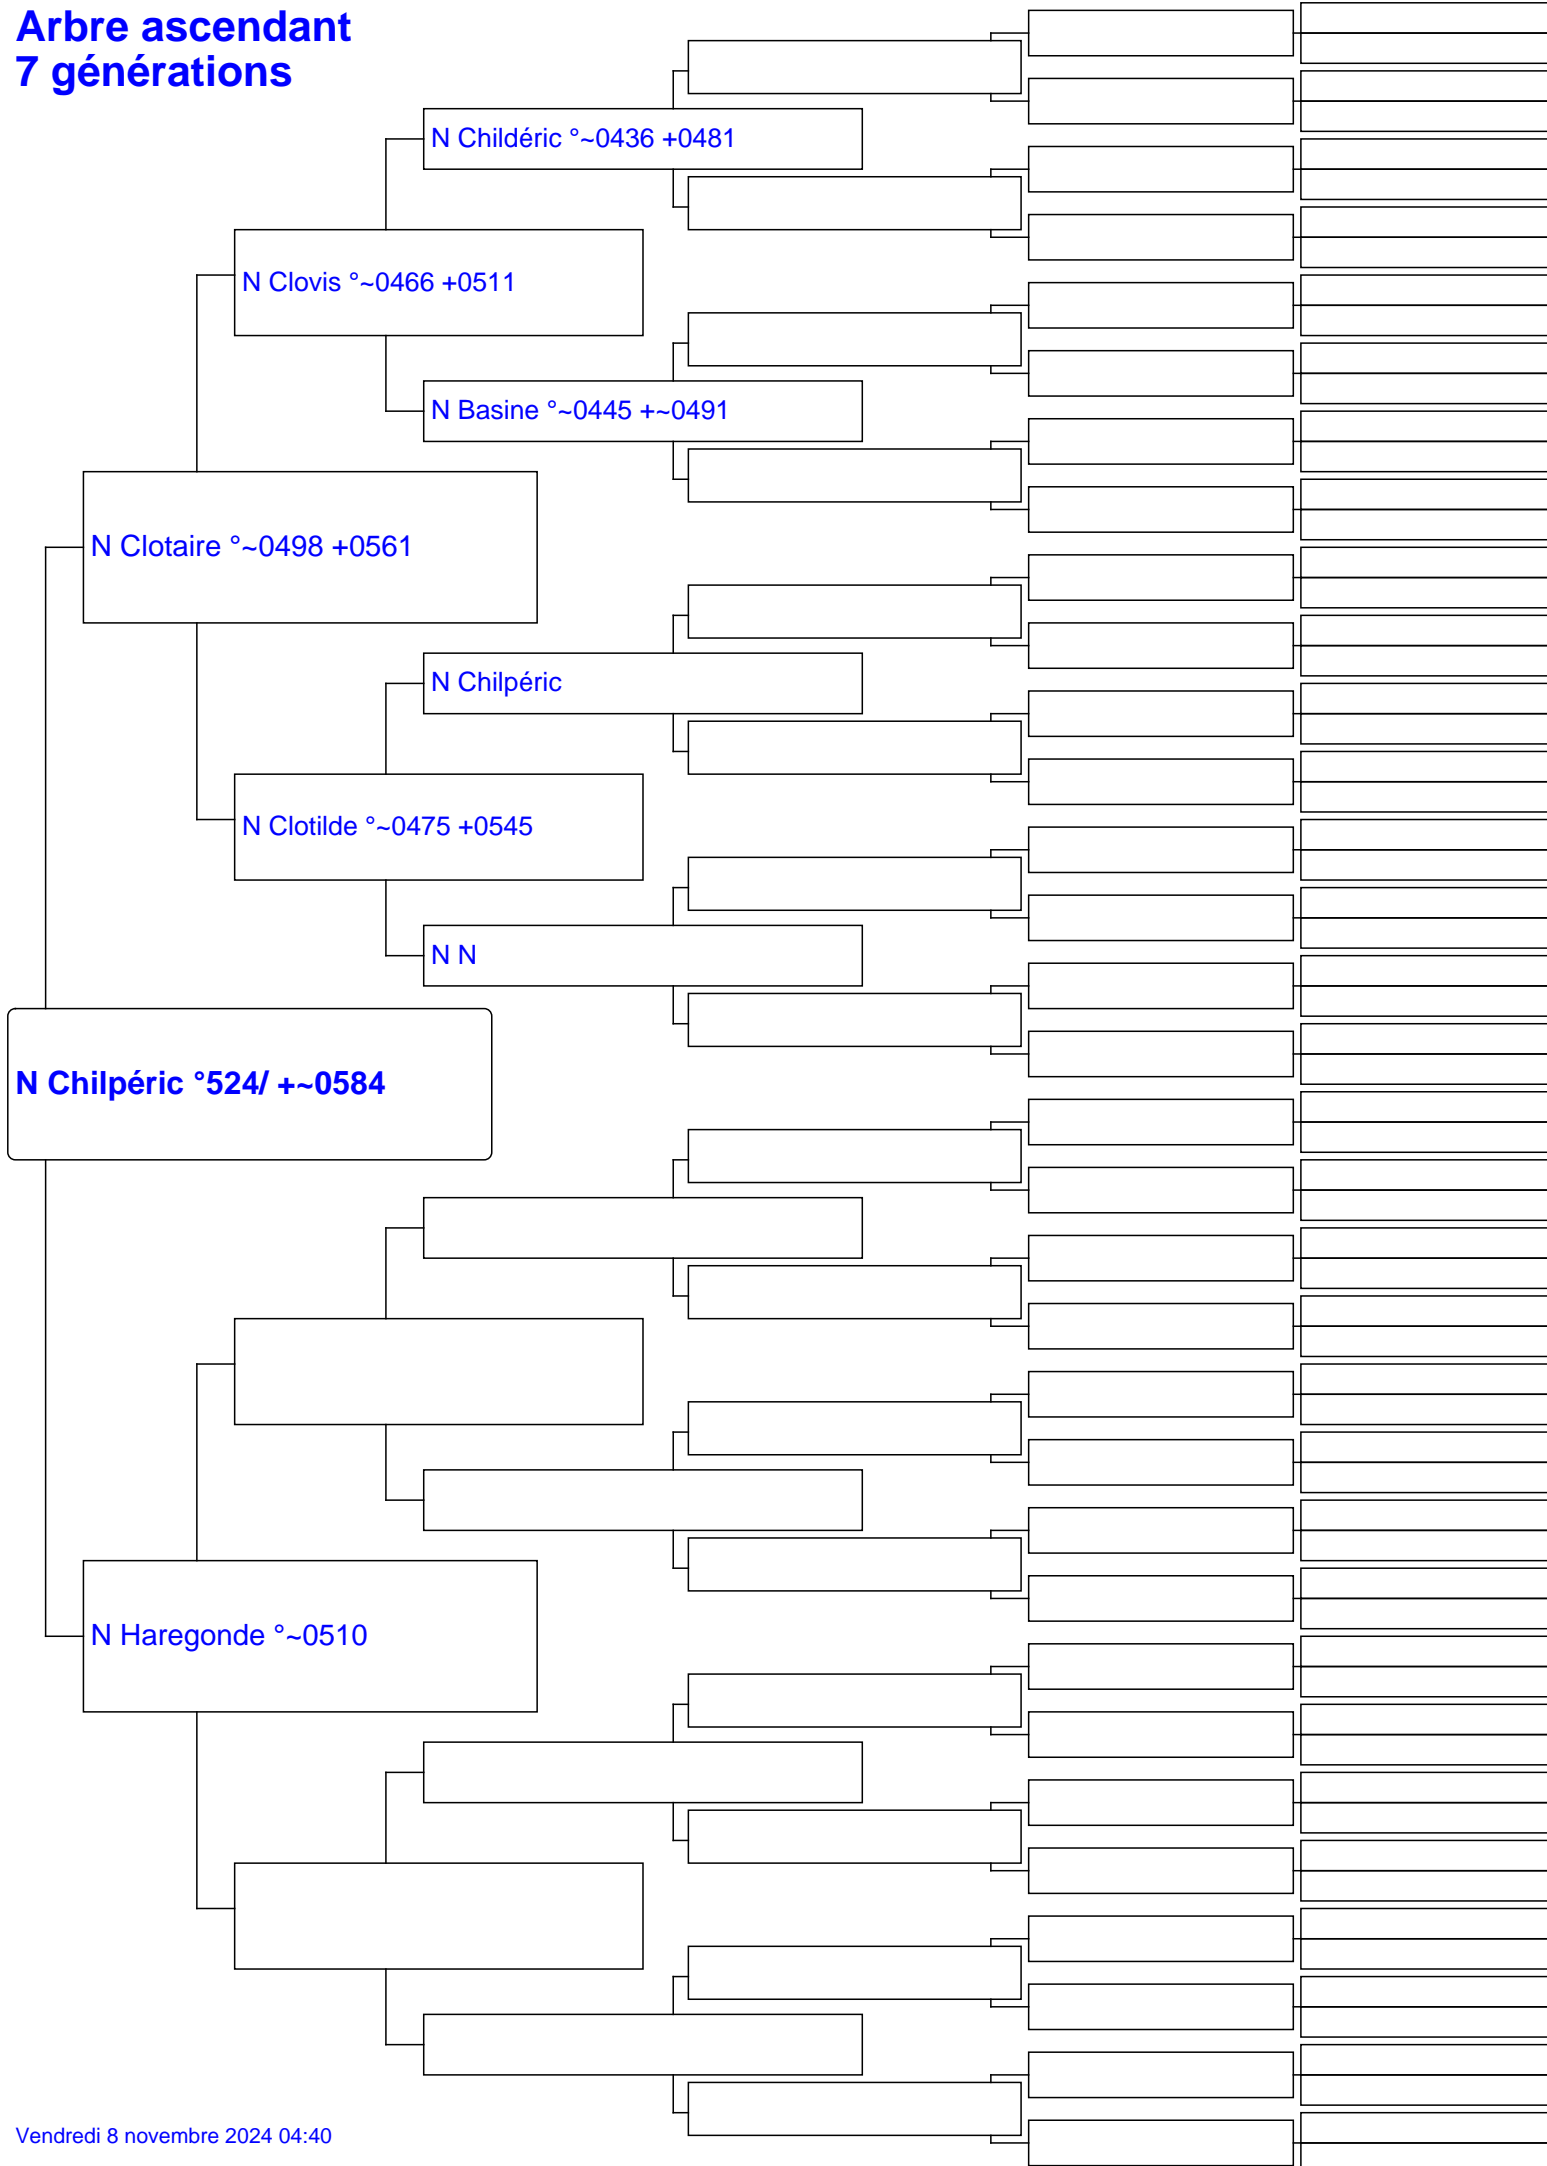 Arbre ascendant
7 générations
N Childéric °~0436 +0481
N Clovis °~0466 +0511
N Basine °~0445 +~0491
N Clotaire °~0498 +0561
N Chilpéric
N Clotilde °~0475 +0545
N N
N Chilpéric °524/ +~0584
N Haregonde °~0510
Vendredi 8 novembre 2024 04:40